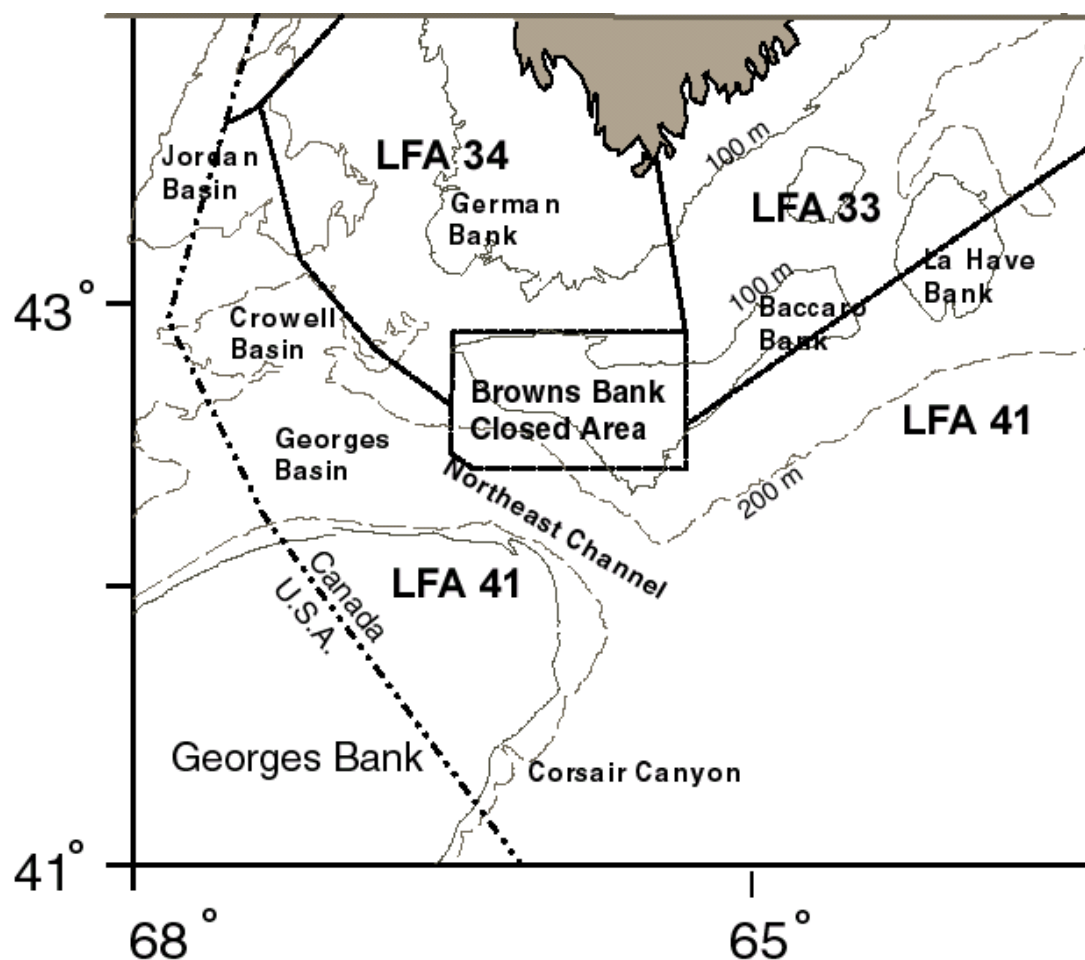 100 m
Jordan
Basin
LFA 34
German
Bank
LFA 33
La Have
Bank
43°
100 m
Baccaro
Bank
Crowell
Basin
Browns Bank
Closed Area
LFA 41
Georges
Basin
200 m
Northeast Channel
LFA 41
Canada
U.S.A.
Georges Bank
Corsair Canyon
41°
68°
65°